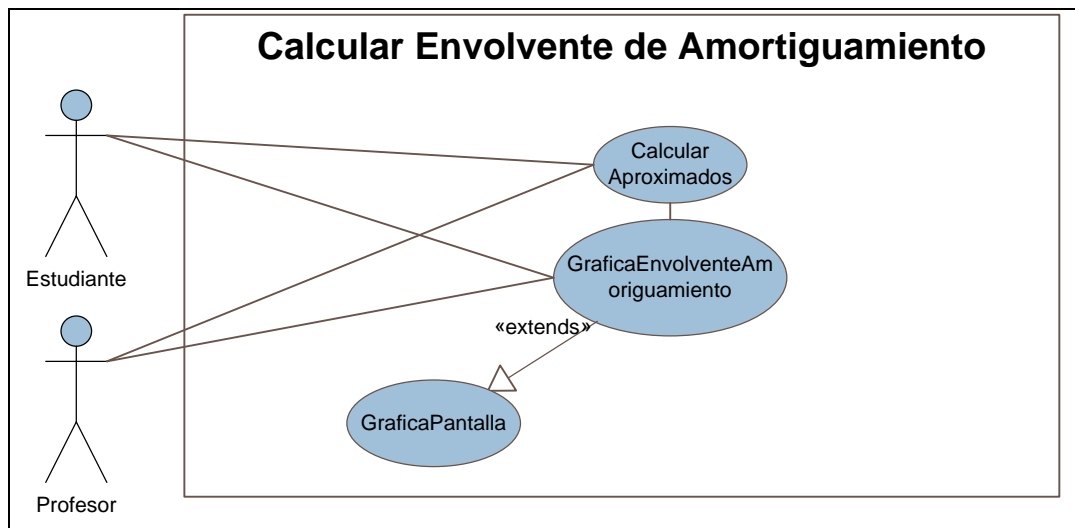 Calcular Envolvente de Amortiguamiento
Calcular
Aproximados
Estudiante
GraficaEnvolventeAm
origuamiento
«extends»
GraficaPantalla
Profesor